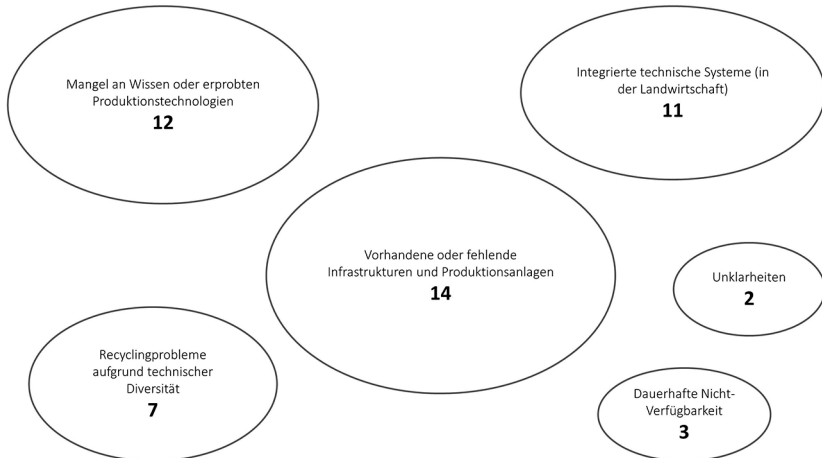 Mangel an Wissen oder erprobten
Produktionstechnologien
12
Integrierte technische Systeme (in
der Landwirtschaft)
11
Vorhandene oder fehlende
Infrastrukturen und Produktionsanlagen
14
Unklarheiten
2
Recyclingprobleme
aufgrund technischer
Diversität
7
Dauerhafte Nicht-
Verfügbarkeit
3